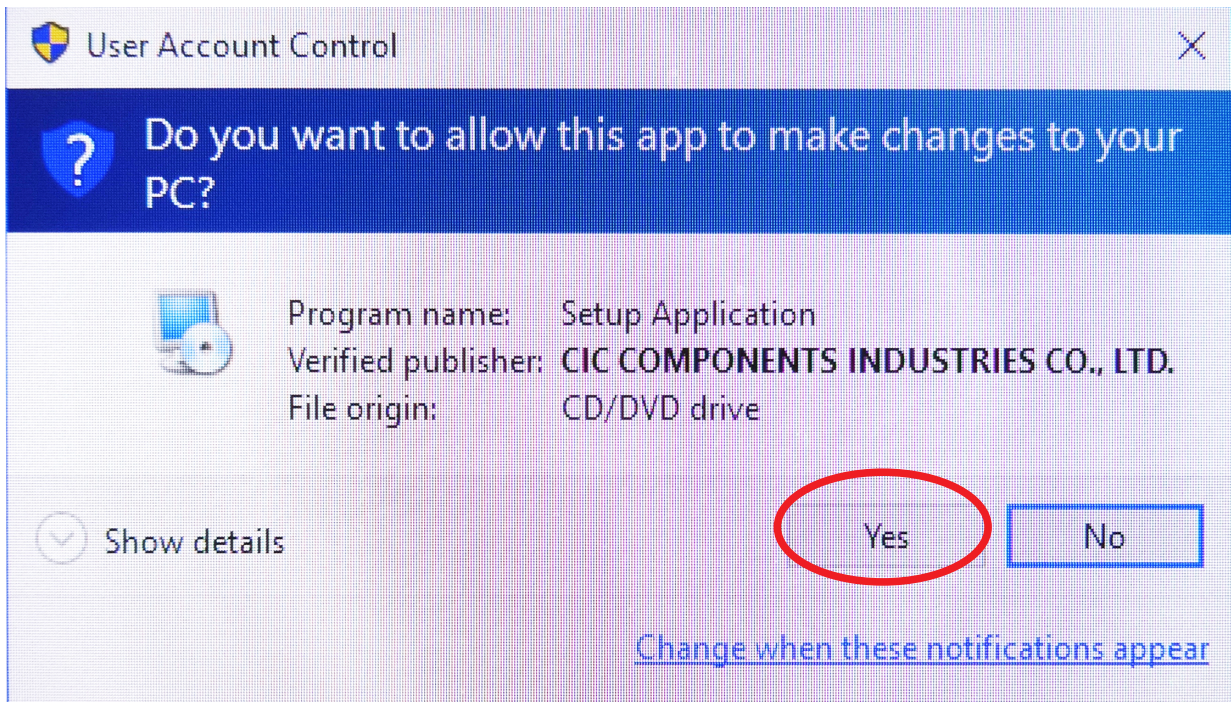 User Account Control
Do you want to allow this app to make changes to your
PC?
Program name: Setup Application
Verified publisher: CIC COMPONENTS INDUSTRIES CO., LTD.
File origin: CD/DVD drive
Show details
Yes No
Change when these notifications appear